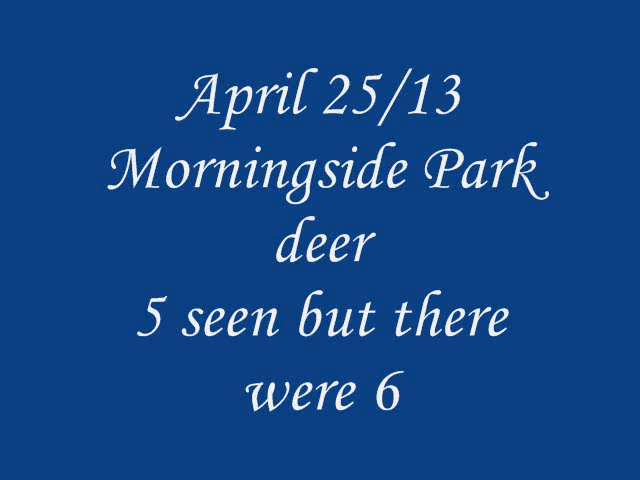 April 25/13
Morningside Park
deer
5 seen but there
were 6